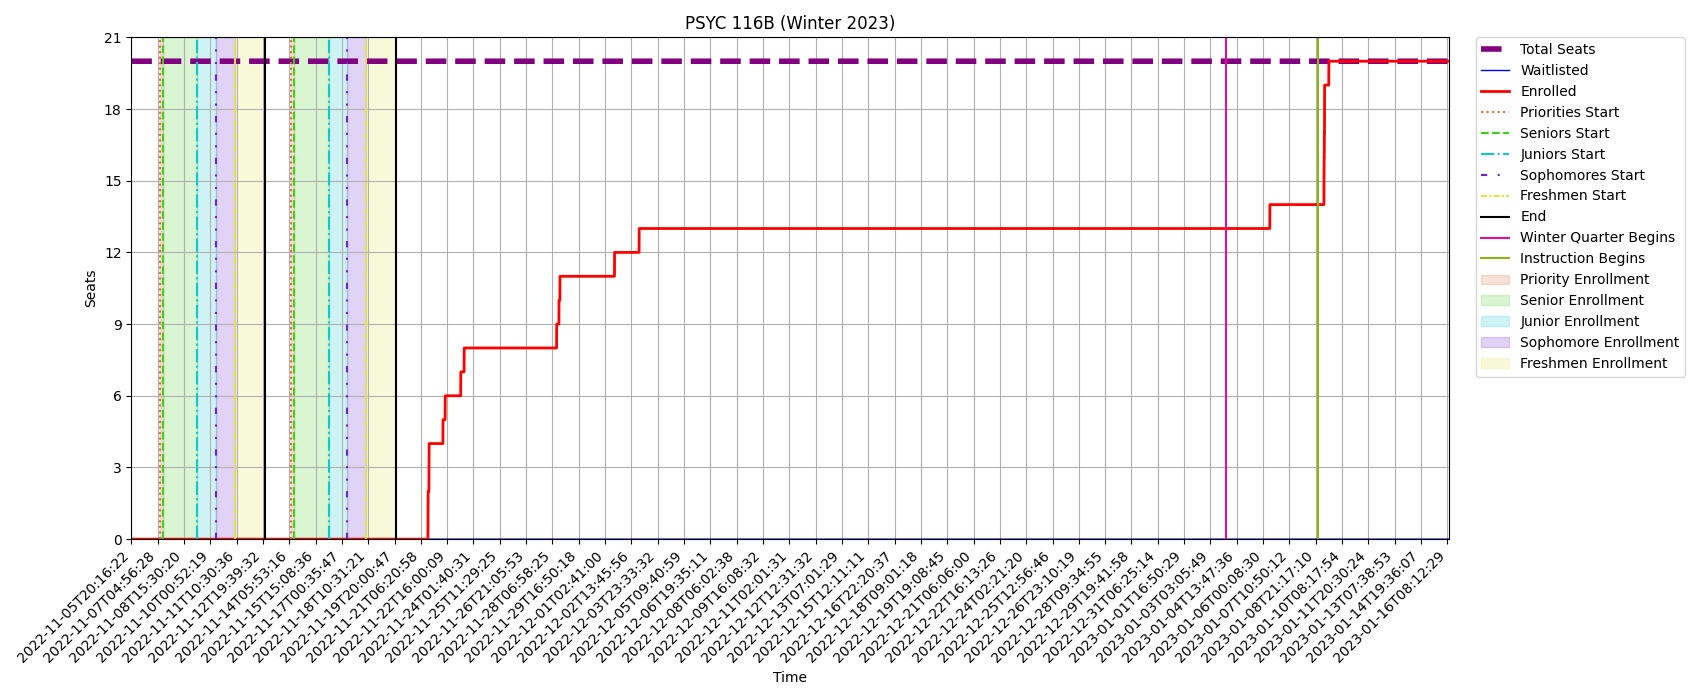 PSYC 116B (Winter 2023)
21
18
15
12
9
6
3
0
Seats
2022-11-05T20:16:22
2022-11-07T04:56:28
2022-11-08T15:30:20
2022-11-10T00:52:19
2022-11-11T10:30:36
2022-11-12T19:39:32
2022-11-14T05:53:16
2022-11-15T15:08:36
2022-11-17T00:35:47
2022-11-18T10:31:21
2022-11-19T20:00:47
2022-11-21T06:20:58
2022-11-22T16:00:09
2022-11-24T01:40:31
2022-11-25T11:29:25
2022-11-26T21:05:53
2022-11-28T06:58:25
2022-11-29T16:50:18
2022-12-01T02:41:00
2022-12-02T13:45:56
2022-12-03T23:33:32
2022-12-05T09:40:59
2022-12-06T19:35:11
2022-12-08T06:02:38
2022-12-09T16:08:32
2022-12-11T02:01:31
2022-12-12T12:31:32
2022-12-13T07:01:29
2022-12-15T12:11:11
2022-12-16T22:20:37
2022-12-18T09:01:18
2022-12-19T19:08:45
2022-12-21T06:06:00
2022-12-22T16:13:26
2022-12-24T02:21:20
2022-12-25T12:56:46
2022-12-26T23:10:19
2022-12-28T09:34:55
2022-12-29T19:41:58
2022-12-31T06:25:14
2023-01-01T16:50:29
2023-01-03T03:05:49
2023-01-04T13:47:36
2023-01-06T00:08:30
2023-01-07T10:50:12
2023-01-08T21:17:10
2023-01-10T08:17:54
2023-01-11T20:30:24
2023-01-13T07:38:53
2023-01-14T19:36:07
2023-01-16T08:12:29
Time
Total Seats
Waitlisted
Enrolled
Priorities Start
Seniors Start
Juniors Start
Sophomores Start
Freshmen Start
End
Winter Quarter Begins
Instruction Begins
Priority Enrollment
Senior Enrollment
Junior Enrollment
Sophomore Enrollment
Freshmen Enrollment